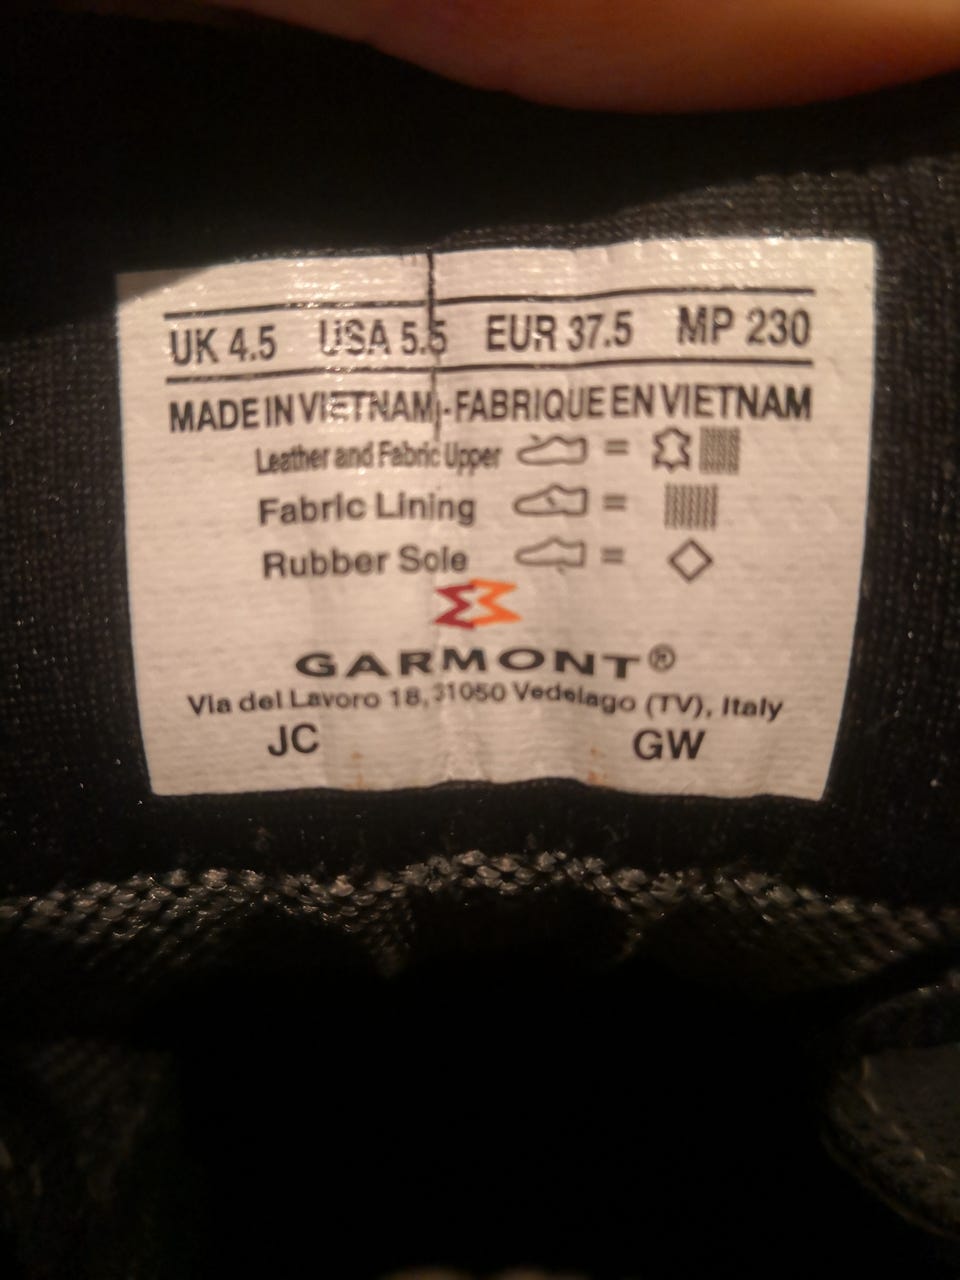 UK 4.5 USA 5.5 EUR 37.5 MP 230
MADE IN VIETNAM - FABRIQUE EN VIETNAM
Leather and Fabric Upper =
Fabric Lining =
Rubber Sole =
GARMONT®
Via del Lavoro 18, 31050 Vedelago (TV), Italy
JC GW